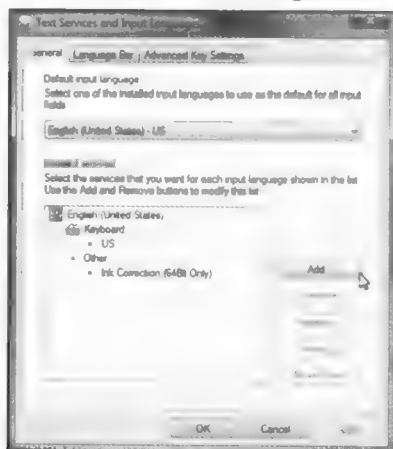 Text Services and Input Languages
General Language Bar Advanced Key Settings
Default input language
Select one of the installed input languages to use as the default for all input
fields
English (United States) - US
Select the services that you want for each input language shown in the list
Use the Add and Remove buttons to modify this list
English (United States)
Keyboard
US
Other
Ink Correction (64Bit Only)
Add
OK Cancel